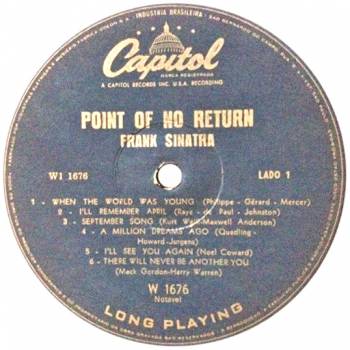 INDUSTRIA BRASILEIRA
Capitol
MARCA REGISTRADA
A CAPITOL RECORDS INC. U.S.A. RECORDING
POINT OF NO RETURN
FRANK SINATRA
W1 1676 LADO 1
1 - WHEN THE WORLD WAS YOUNG (Philippe - Gérard - Mercer)
2 - I'LL REMEMBER APRIL (Raye - de Paul - Johnston)
3 - SEPTEMBER SONG (Kurt Weill-Maxwell Anderson)
4 - A MILLION DREAMS AGO (Quadling-
Howard-Jurgens)
5 - I'LL SEE YOU AGAIN (Noel Coward)
6 - THERE WILL NEVER BE ANOTHER YOU
(Mack Gordon-Harry Warren)
W 1676
LONG PLAYING